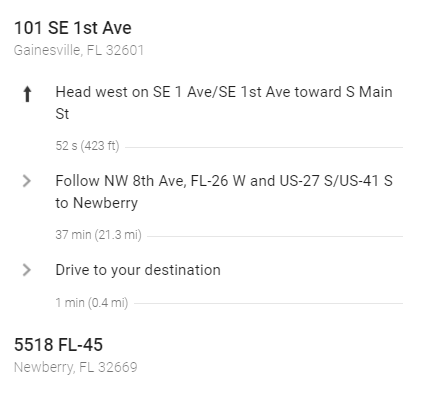 101 SE 1st Ave
Gainesville, FL 32601
Head west on SE 1 Ave/SE 1st Ave toward S Main
St
52 s (423 ft)
Follow NW 8th Ave, FL-26 W and US-27 S/US-41 S
to Newberry
37 min (21.3 mi)
Drive to your destination
1 min (0.4 mi)
5518 FL-45
Newberry, FL 32669